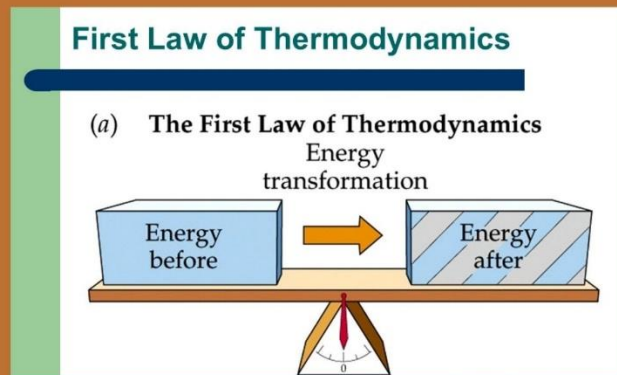 First Law of Thermodynamics
(a) The First Law of Thermodynamics
Energy
transformation
Energy
before
Energy
after
0